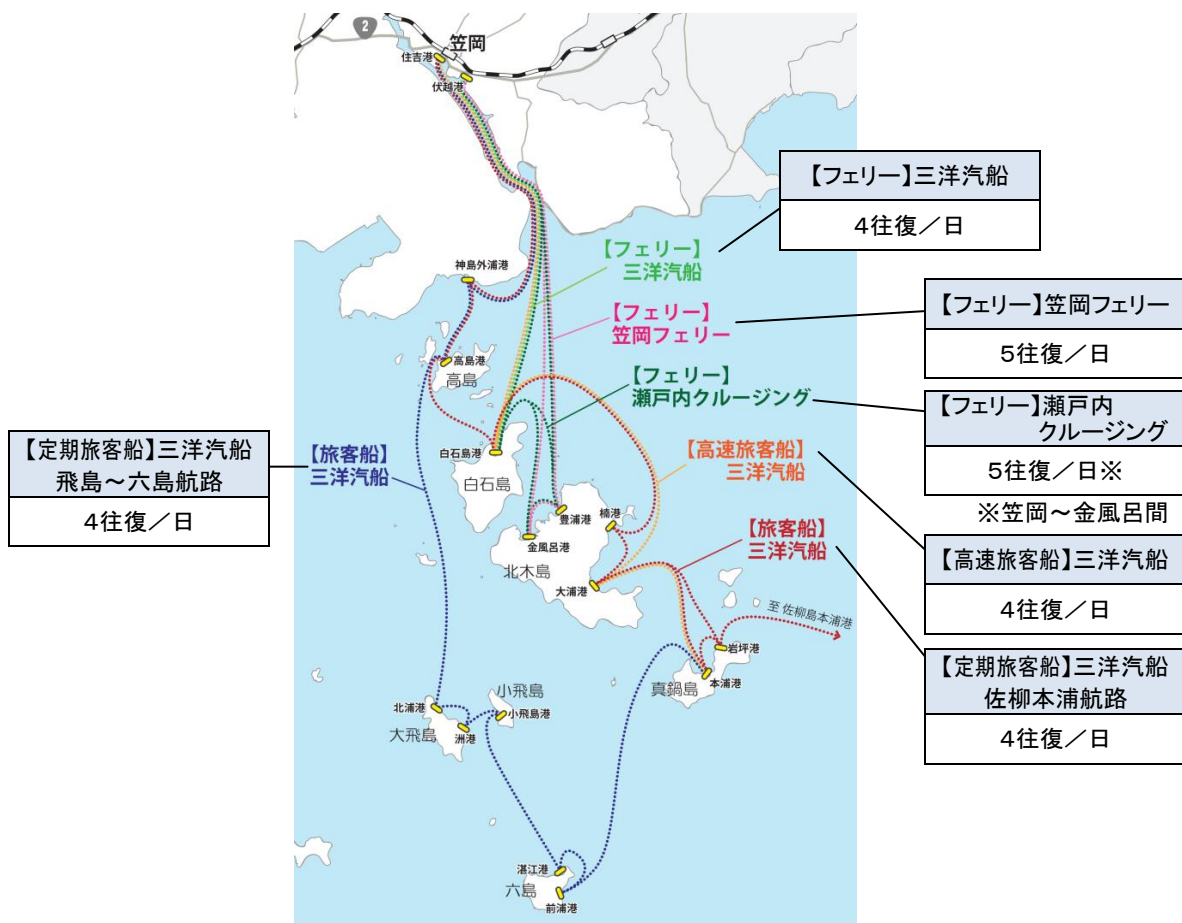 2
笠岡
住吉港
伏越港
【フェリー】三洋汽船
4往復／日
【フェリー】
三洋汽船
神島外浦港
【フェリー】笠岡フェリー
5往復／日
【フェリー】
笠岡フェリー
高島港
高島
【フェリー】
瀬戸内クルージング
【フェリー】瀬戸内
クルージング
5往復／日※
※笠岡～金風呂間
【定期旅客船】三洋汽船
飛島～六島航路
4往復／日
【旅客船】
三洋汽船
白石島港
白石島
【高速旅客船】
三洋汽船
豊浦港
楠港
金風呂港
北木島
大浦港
【旅客船】
三洋汽船
【高速旅客船】三洋汽船
4往復／日
至 佐柳島本浦港
岩坪港
本浦港
真鍋島
【定期旅客船】三洋汽船
佐柳本浦航路
4往復／日
小飛島
北浦港
小飛島港
大飛島
洲港
湛江港
六島
前浦港